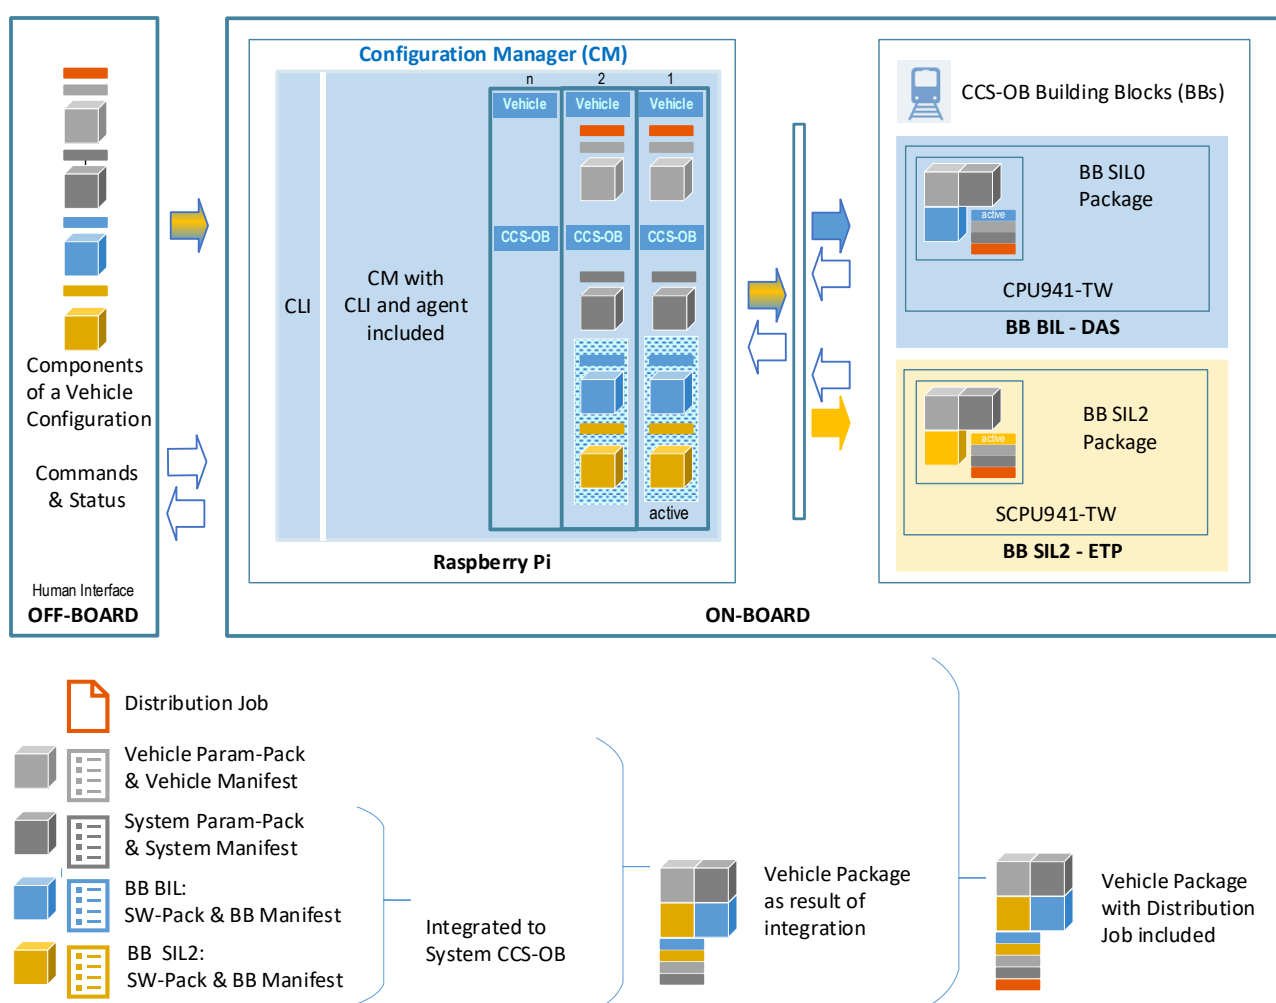 Configuration Manager (CM)
n
2
1
Vehicle
Vehicle
Vehicle
CCS-OB
CCS-OB
CCS-OB
CLI
CM with
CLI and agent
included
active
Raspberry Pi
Components
of a Vehicle
Configuration
Commands
& Status
Human Interface
OFF-BOARD
ON-BOARD
CCS-OB Building Blocks (BBs)
BB SIL0
Package
active
CPU941-TW
BB BIL - DAS
BB SIL2
Package
active
SCPU941-TW
BB SIL2 - ETP
Distribution Job
Vehicle Param-Pack
& Vehicle Manifest
System Param-Pack
& System Manifest
BB BIL:
SW-Pack & BB Manifest
BB SIL2:
SW-Pack & BB Manifest
Integrated to
System CCS-OB
Vehicle Package
as result of
integration
Vehicle Package
with Distribution
Job included